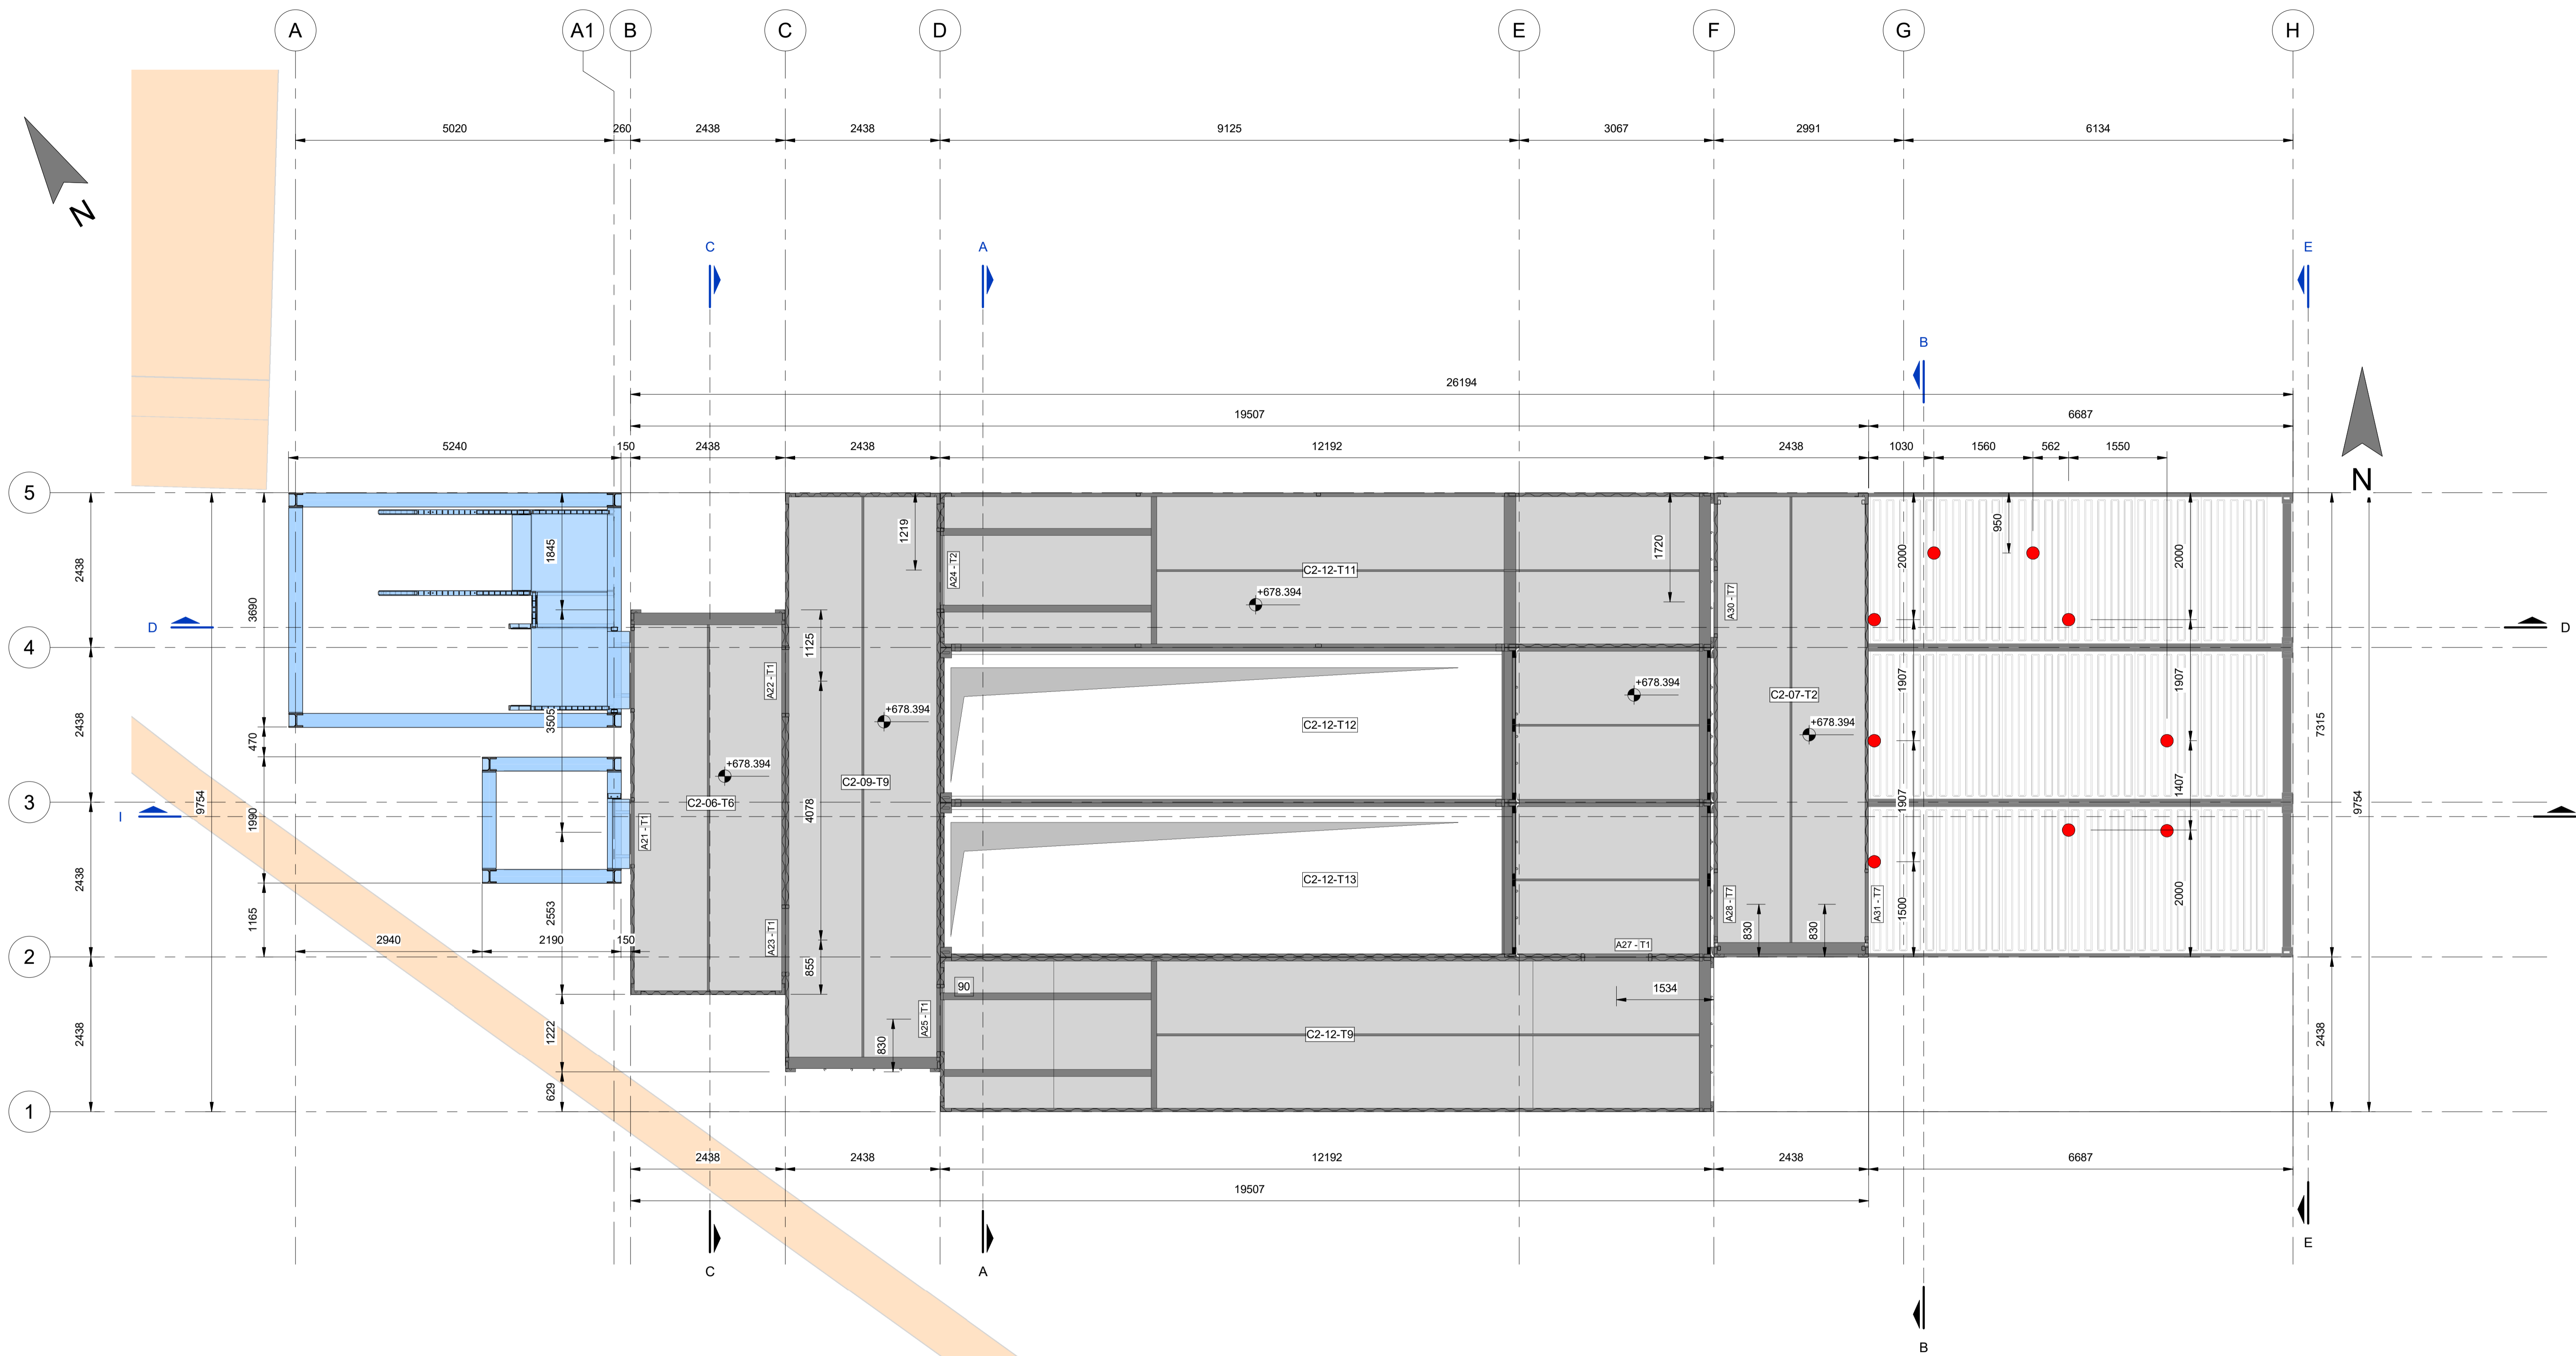 A A1 B C D E F G H
5020 260 2438 2438 9125 3067 2991 6134
N
C A E
B
26194
19507 6687
5240 150 2438 2438 12192 2438 1030 1560 562 1550
N
5
4
3
2
1
2438
2438
2438
2438
9754
3690
470
1990
1165
1845
3505
2553
1222
629
2940 2190 150
D
I
1219
1125
4078
855
830
A24 - T2
A22 - T1
A21 - T1
A23 - T1
A25 - T1
C2-06-T6
+678.394
C2-09-T9
+678.394
C2-12-T11
+678.394
1720
C2-12-T12
+678.394
C2-12-T13
A27 - T1
90
1534
C2-12-T9
A30 - T7
C2-07-T2
+678.394
A28 - T7
A31 - T7
830
830
2000
1907
1907
1500
950
2000
1907
1407
2000
7315
2438
9754
D
2438 2438 12192 2438 6687
19507
C A E
B